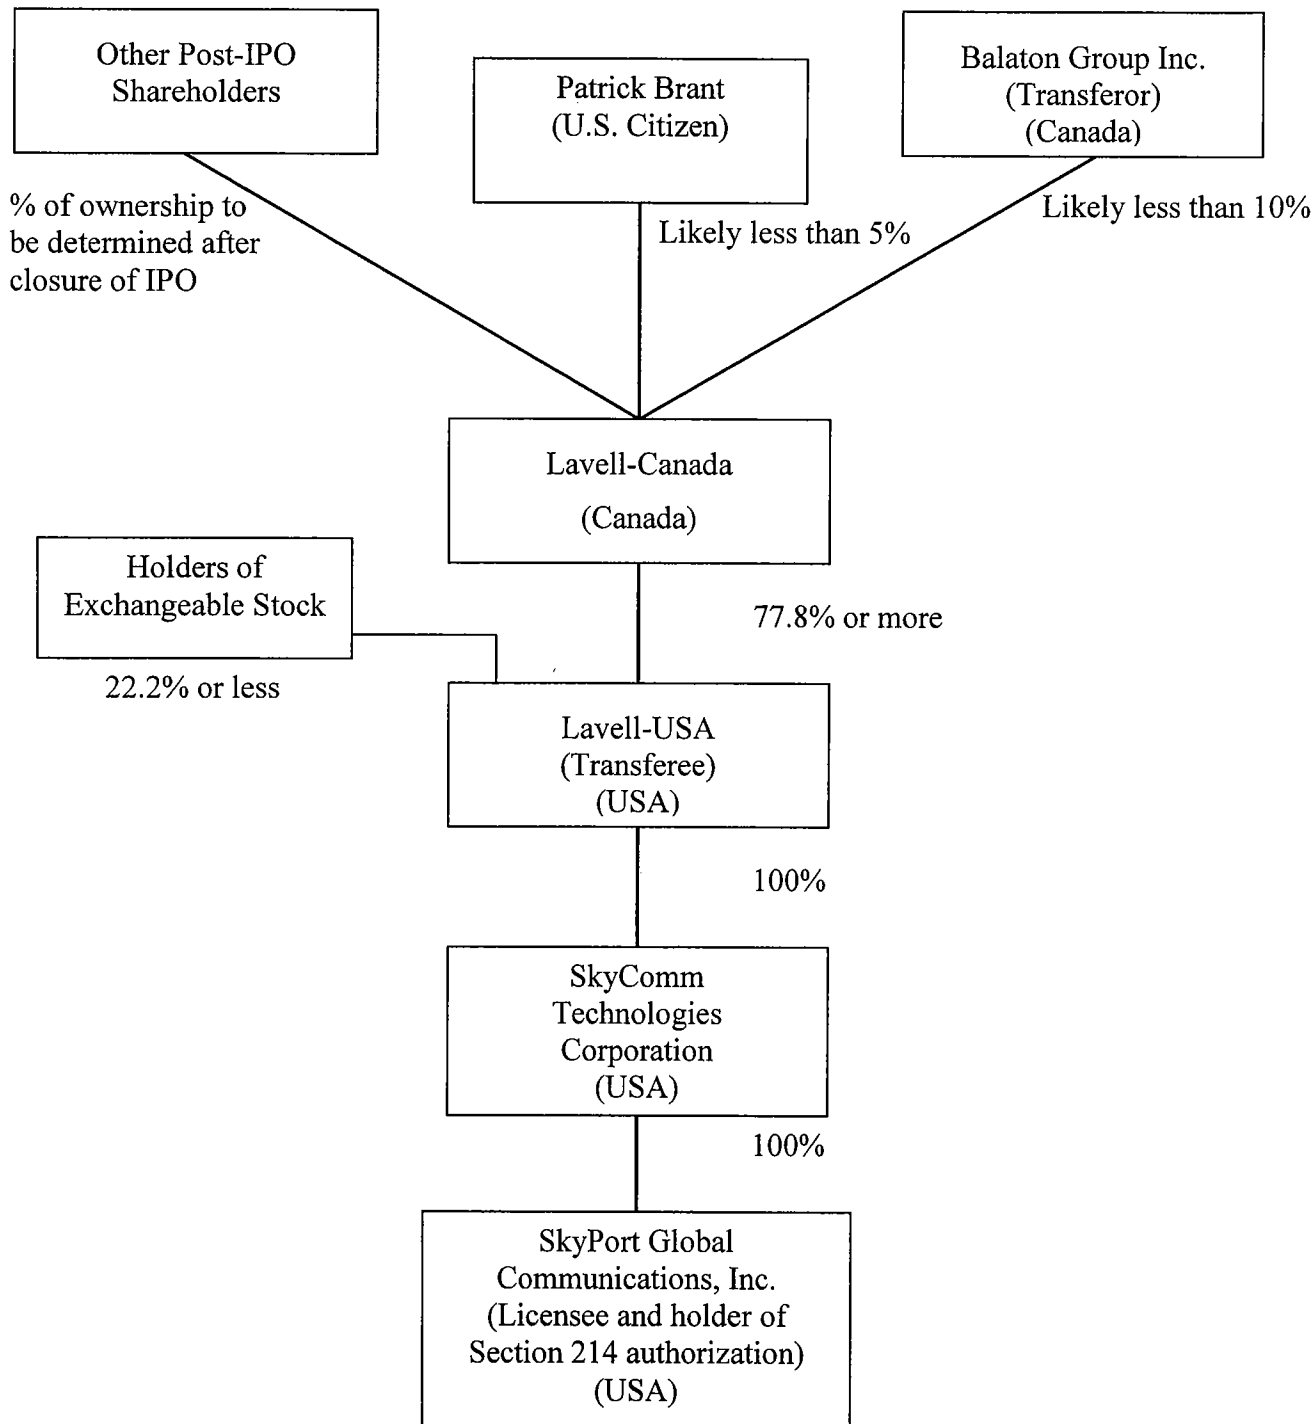 Other Post-IPO
Shareholders
Patrick Brant
(U.S. Citizen)
Balaton Group Inc.
(Transferor)
(Canada)
% of ownership to
be determined after
closure of IPO
Likely less than 5%
Likely less than 10%
Lavell-Canada
(Canada)
Holders of
Exchangeable Stock
22.2% or less
77.8% or more
Lavell-USA
(Transferee)
(USA)
100%
SkyComm
Technologies
Corporation
(USA)
100%
SkyPort Global
Communications, Inc.
(Licensee and holder of
Section 214 authorization)
(USA)